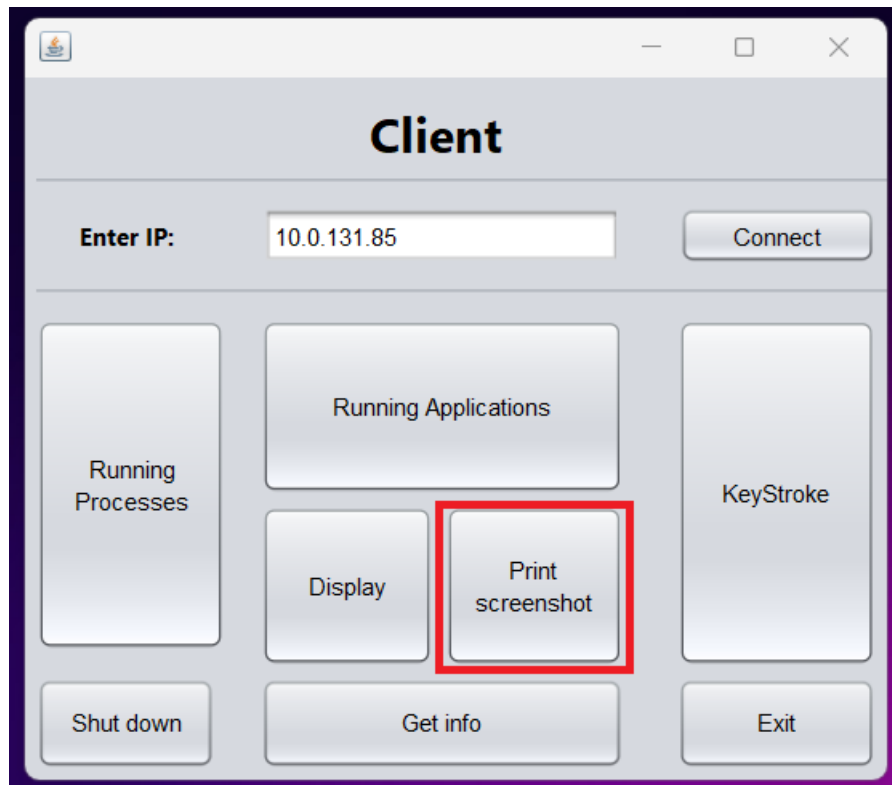 Client
Enter IP:
10.0.131.85
Connect
Running
Processes
Running Applications
KeyStroke
Display
Print
screenshot
Shut down
Get info
Exit